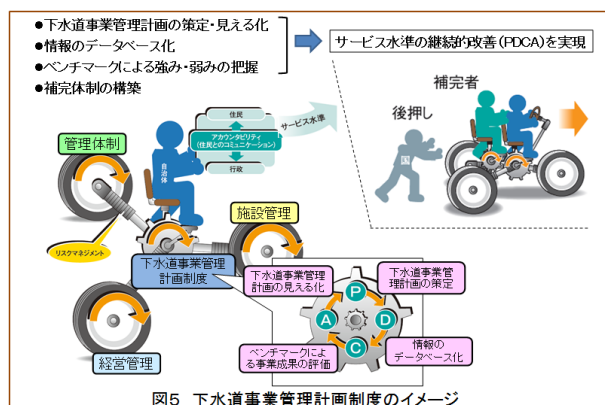 ●下水道事業管理計画の策定・見える化
●情報のデータベース化
●ベンチマークによる強み・弱みの把握
●補完体制の構築
サービス水準の継続的改善(PDCA)を実現
住民
アカウンタビリティ
(住民とのコミュニケーション)
行政
サービス水準
補完者
後押し
国
管理体制
自治体
施設管理
リスクマネジメント
下水道事業管理
計画制度
経営管理
下水道事業管理
計画の見える化
下水道事業管
理計画の策定
P
D
C
A
ベンチマークによ
る事業成果の評価
情報の
データベース化
図5 下水道事業管理計画制度のイメージ